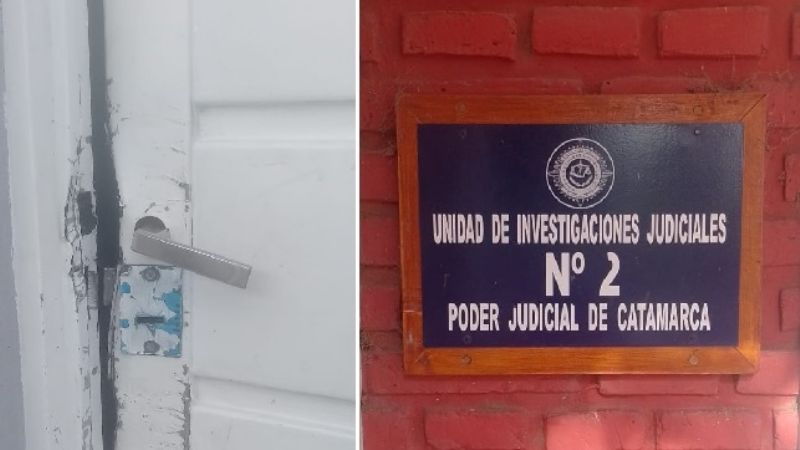 UNIDAD DE INVESTIGACIONES JUDICIALES
Nº 2
PODER JUDICIAL DE CATAMARCA